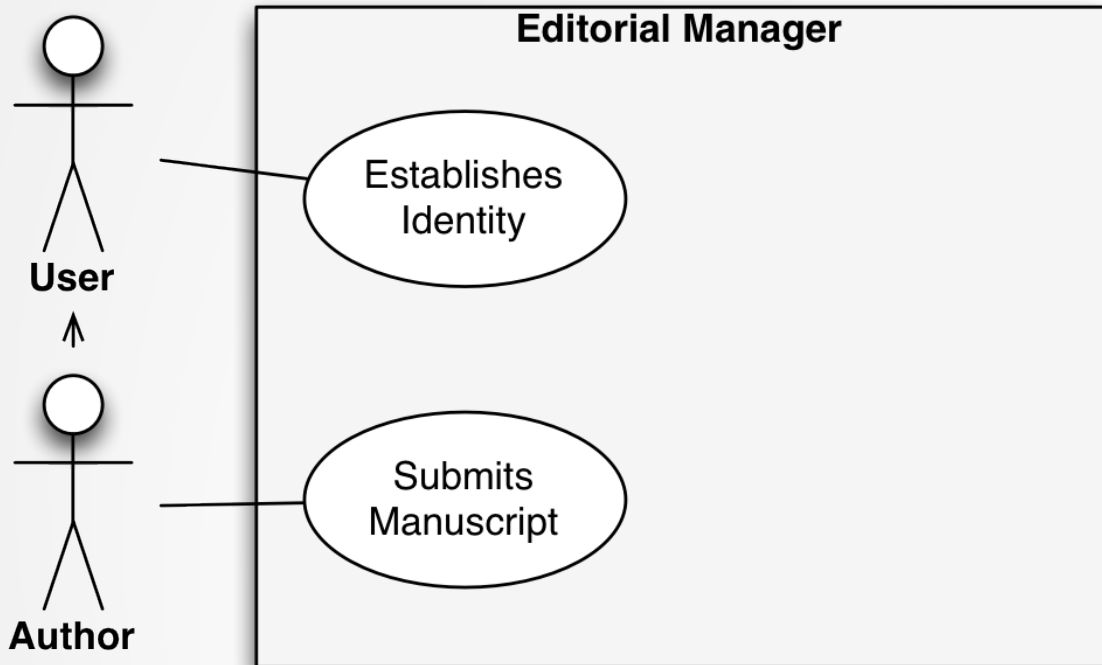 Editorial Manager
Establishes
Identity
User
Submits
Manuscript
Author